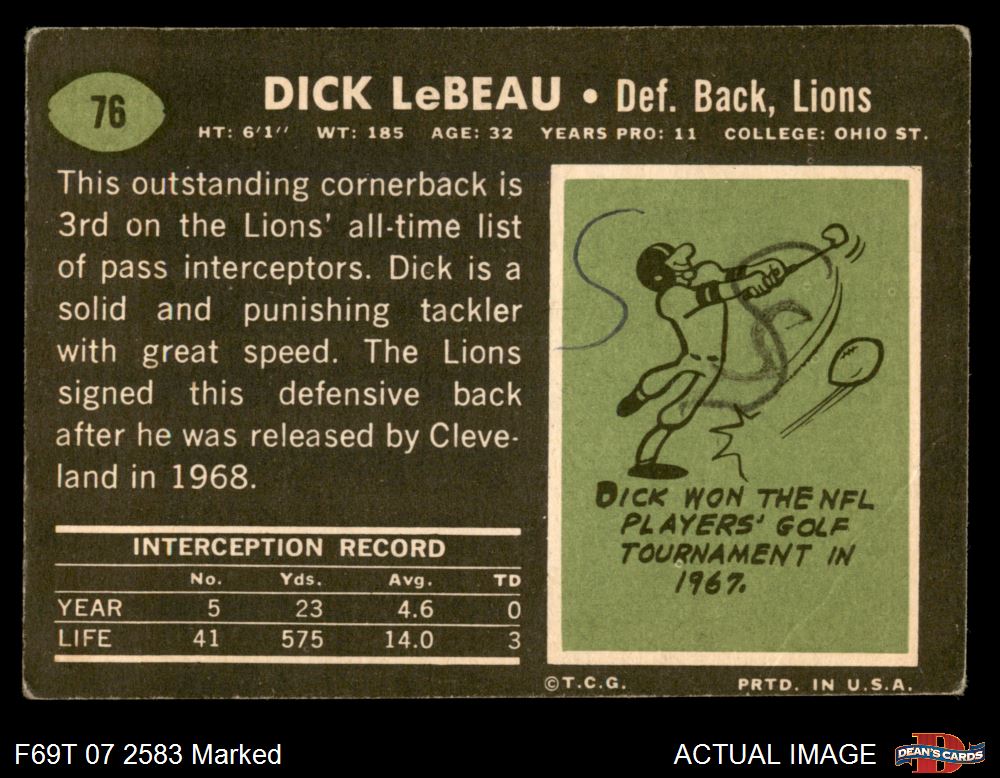 76
DICK LeBEAU • Def. Back, Lions
HT: 6'1" WT: 185 AGE: 32 YEARS PRO: 11 COLLEGE: OHIO ST.
This outstanding cornerback is
3rd on the Lions' all-time list
of pass interceptors. Dick is a
solid and punishing tackler
with great speed. The Lions
signed this defensive back
after he was released by Cleve-
land in 1968.
INTERCEPTION RECORD
No. Yds. Avg. TD
YEAR 5 23 4.6 0
LIFE 41 575 14.0 3
DICK WON THE NFL
PLAYERS' GOLF
TOURNAMENT IN
1967.
©T.C.G. PRTD. IN U.S.A.
F69T 07 2583 Marked
ACTUAL IMAGE
DEAN'S CARDS